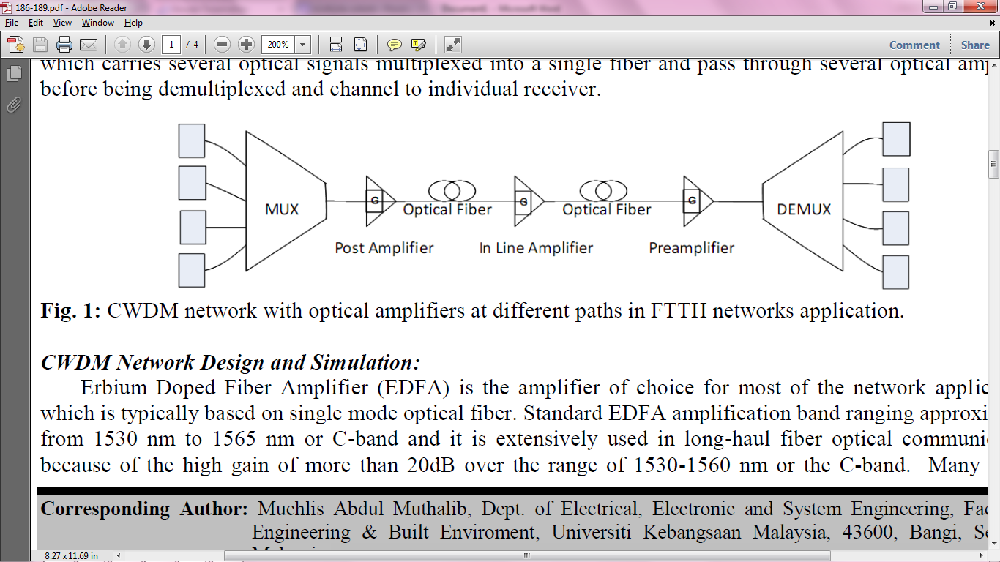 186-189.pdf - Adobe Reader
File Edit View Window Help
1 / 4 200% Comment Share
which carries several optical signals multiplexed into a single fiber and pass through several optical amp
before being demultiplexed and channel to individual receiver.
MUX G Optical Fiber G Optical Fiber G DEMUX
Post Amplifier In Line Amplifier Preamplifier
Fig. 1: CWDM network with optical amplifiers at different paths in FTTH networks application.
CWDM Network Design and Simulation:
Erbium Doped Fiber Amplifier (EDFA) is the amplifier of choice for most of the network applic
which is typically based on single mode optical fiber. Standard EDFA amplification band ranging approxi
from 1530 nm to 1565 nm or C-band and it is extensively used in long-haul fiber optical communi
because of the high gain of more than 20dB over the range of 1530-1560 nm or the C-band. Many
Corresponding Author: Muchlis Abdul Muthalib, Dept. of Electrical, Electronic and System Engineering, Fac
Engineering & Built Enviroment, Universiti Kebangsaan Malaysia, 43600, Bangi, Se
8.27 x 11.69 in